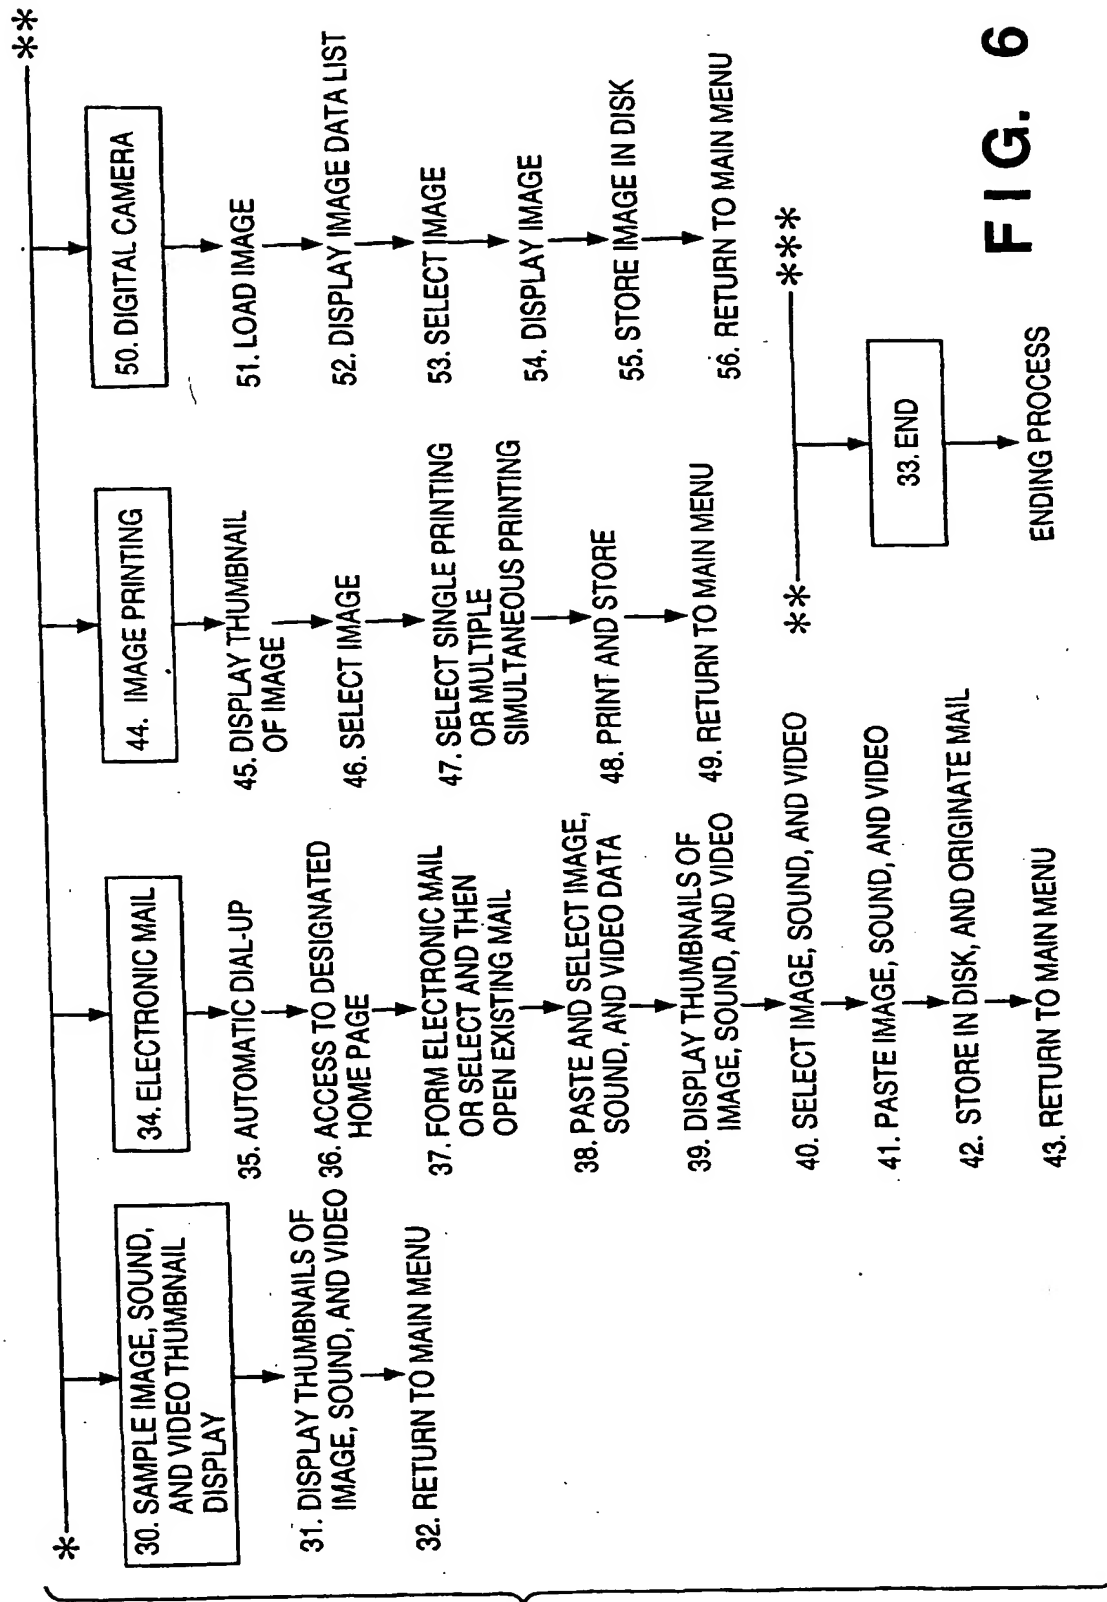 *
**
30. SAMPLE IMAGE, SOUND,
AND VIDEO THUMBNAIL
DISPLAY
31. DISPLAY THUMBNAILS OF
IMAGE, SOUND, AND VIDEO
32. RETURN TO MAIN MENU
34. ELECTRONIC MAIL
35. AUTOMATIC DIAL-UP
36. ACCESS TO DESIGNATED
HOME PAGE
37. FORM ELECTRONIC MAIL
OR SELECT AND THEN
OPEN EXISTING MAIL
38. PASTE AND SELECT IMAGE,
SOUND, AND VIDEO DATA
39. DISPLAY THUMBNAILS OF
IMAGE, SOUND, AND VIDEO
40. SELECT IMAGE, SOUND, AND VIDEO
41. PASTE IMAGE, SOUND, AND VIDEO
42. STORE IN DISK, AND ORIGINATE MAIL
43. RETURN TO MAIN MENU
44. IMAGE PRINTING
45. DISPLAY THUMBNAIL
OF IMAGE
46. SELECT IMAGE
47. SELECT SINGLE PRINTING
OR MULTIPLE
SIMULTANEOUS PRINTING
48. PRINT AND STORE
49. RETURN TO MAIN MENU
50. DIGITAL CAMERA
51. LOAD IMAGE
52. DISPLAY IMAGE DATA LIST
53. SELECT IMAGE
54. DISPLAY IMAGE
55. STORE IMAGE IN DISK
56. RETURN TO MAIN MENU
**
***
33. END
ENDING PROCESS
FIG. 6